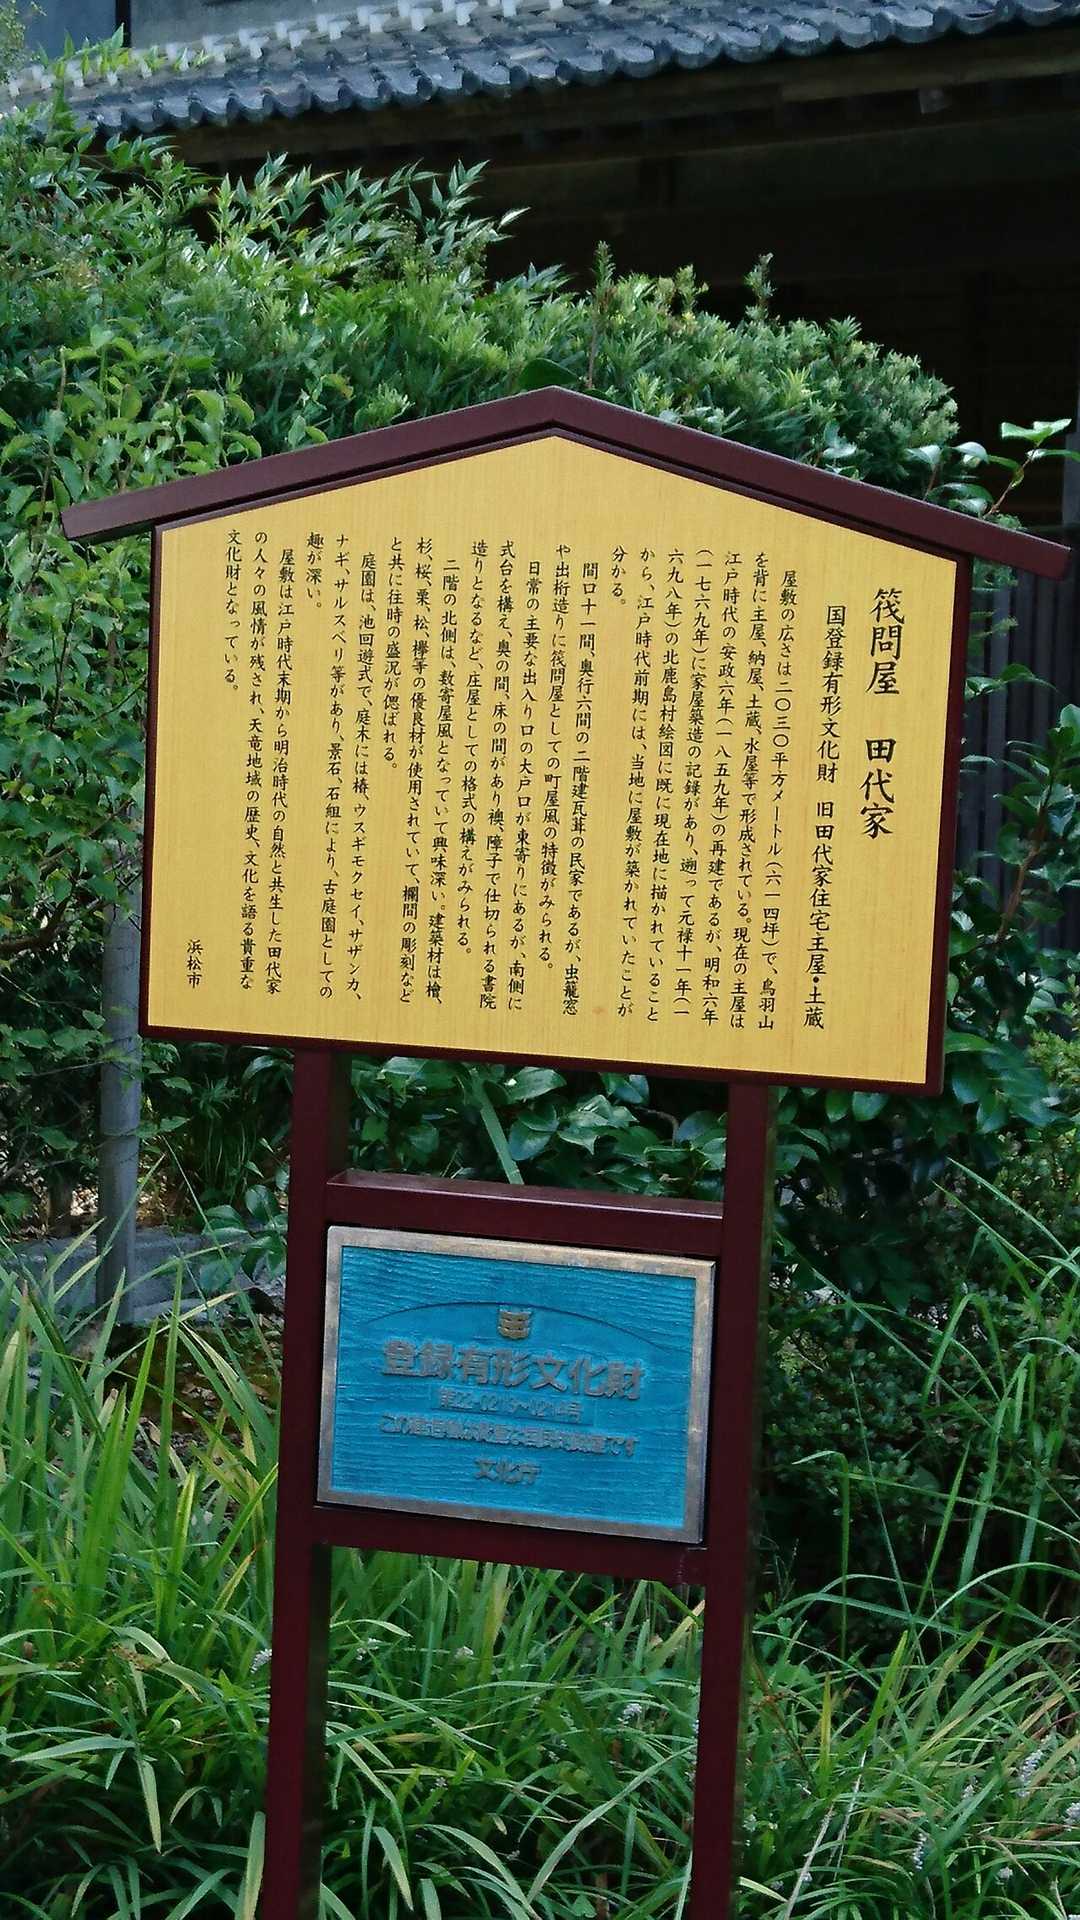 筏問屋 田代家
国登録有形文化財 旧田代家住宅主屋・土蔵
屋敷の広さは二〇三〇平方メートル(六一四坪)で、鳥羽山
を背に主屋、納屋、土蔵、水屋等で形成されている。現在の主屋は
江戸時代の安政六年(一八五九年)の再建であるが、明和六年
(一七六九年)に家屋築造の記録があり、遡って元禄十一年(一
六九八年)の北鹿島村絵図に既に現在地に描かれていること
から、江戸時代前期には、当地に屋敷が築かれていたことが
分かる。
間口十一間、奥行六間の二階建瓦葺の民家であるが、虫籠窓
や出桁造りに筏問屋としての町屋風の特徴がみられる。
日常の主要な出入り口の大戸口が東寄りにあるが、南側に
式台を構え、奥の間、床の間があり襖、障子で仕切られる書院
造りとなるなど、庄屋としての格式の構えがみられる。
二階の北側は、数寄屋風となっていて興味深い。建築材は檜、
杉、桜、栗、松、欅等の優良材が使用されていて、欄間の彫刻など
と共に往時の盛況が偲ばれる。
庭園は、池回遊式で、庭木には椿、ウスギモクセイ、サザンカ、
ナギ、サルスベリ等があり、景石、石組により、古庭園としての
趣が深い。
屋敷は江戸時代末期から明治時代の自然と共生した田代家
の人々の風情が残され、天竜地域の歴史、文化を語る貴重な
文化財となっている。
浜松市
登録有形文化財
第22-0213~0214号
この建造物は貴重な国民的財産です
文化庁